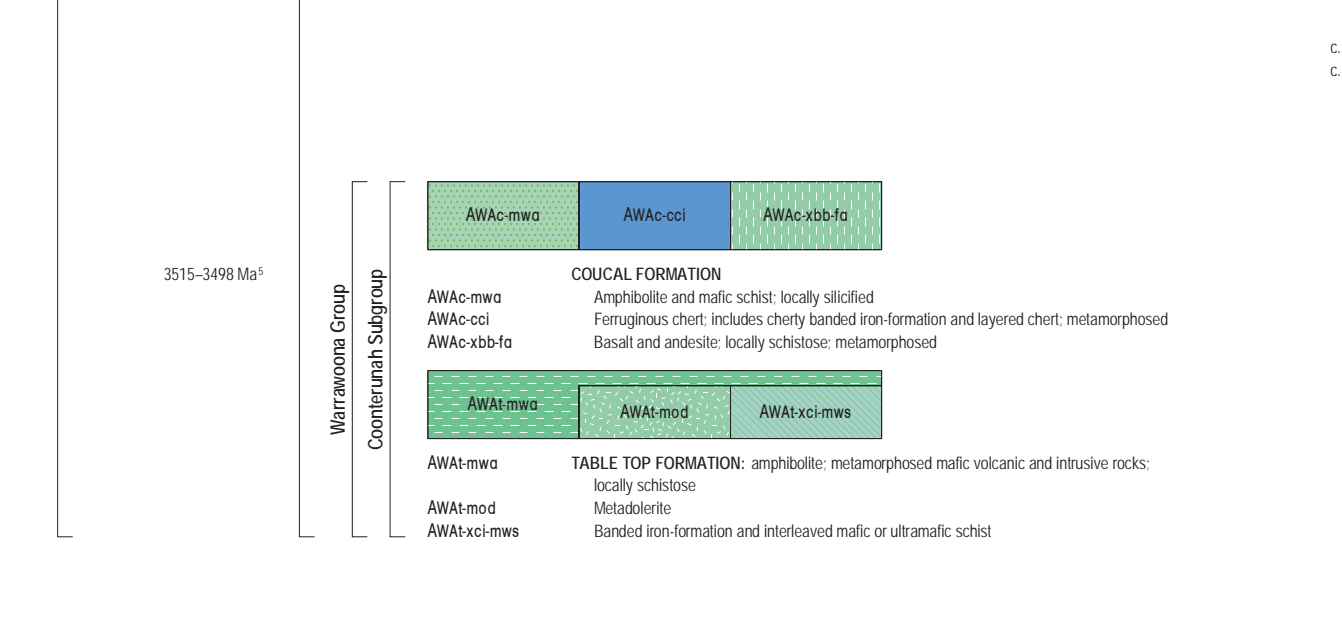 c.
c.
AWAc-mwa
AWAc-cci
AWAc-xbb-fa
3515–3498 Ma⁵
Warrawoona Group
Coonterunah Subgroup
COUCAL FORMATION
AWAc-mwa Amphibolite and mafic schist; locally silicified
AWAc-cci Ferruginous chert; includes cherty banded iron-formation and layered chert; metamorphosed
AWAc-xbb-fa Basalt and andesite; locally schistose; metamorphosed
AWAt-mwa
AWAt-mod
AWAt-xci-mws
AWAt-mwa TABLE TOP FORMATION: amphibolite; metamorphosed mafic volcanic and intrusive rocks;
locally schistose
AWAt-mod Metadolerite
AWAt-xci-mws Banded iron-formation and interleaved mafic or ultramafic schist